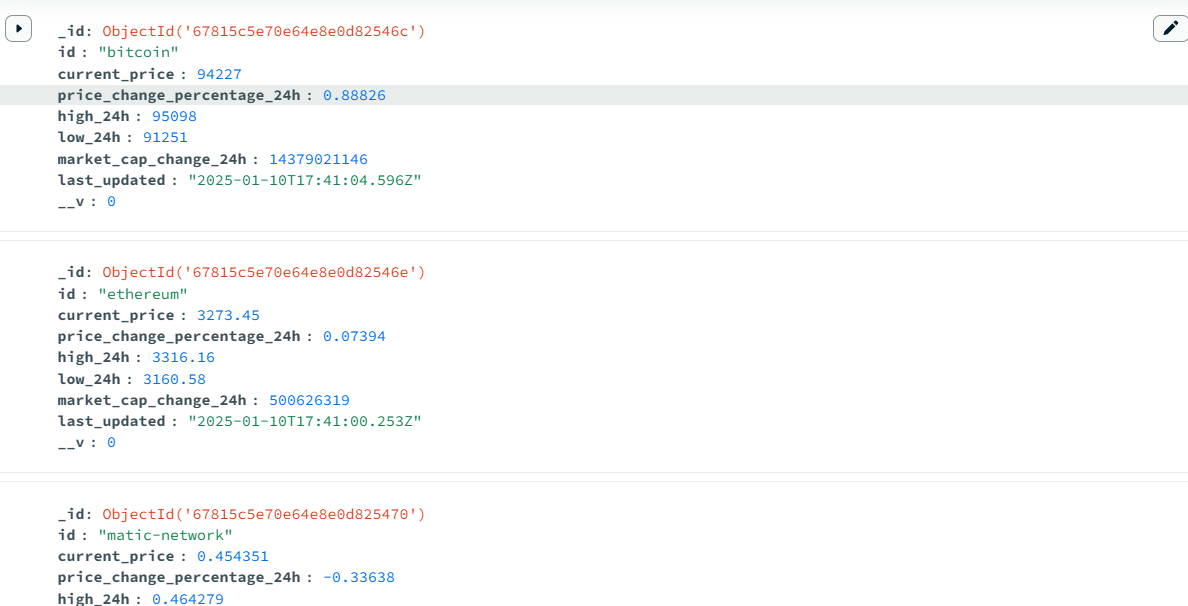 _id: ObjectId('67815c5e70e64e8e0d82546c')
id : "bitcoin"
current_price : 94227
price_change_percentage_24h : 0.88826
high_24h : 95098
low_24h : 91251
market_cap_change_24h : 14379021146
last_updated : "2025-01-10T17:41:04.596Z"
__v : 0
_id: ObjectId('67815c5e70e64e8e0d82546e')
id : "ethereum"
current_price : 3273.45
price_change_percentage_24h : 0.07394
high_24h : 3316.16
low_24h : 3160.58
market_cap_change_24h : 500626319
last_updated : "2025-01-10T17:41:00.253Z"
__v : 0
_id: ObjectId('67815c5e70e64e8e0d825470')
id : "matic-network"
current_price : 0.454351
price_change_percentage_24h : -0.33638
high_24h : 0.464279